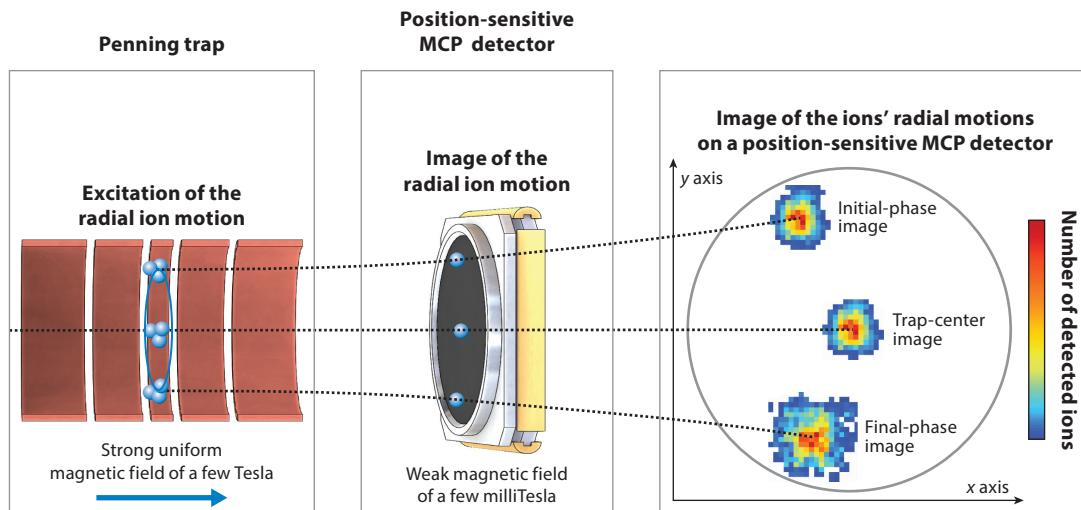 Penning trap
Excitation of the
radial ion motion
Strong uniform
magnetic field of a few Tesla
Position-sensitive
MCP detector
Image of the
radial ion motion
Weak magnetic field
of a few milliTesla
Image of the ions’ radial motions
on a position-sensitive MCP detector
y axis
Initial-phase
image
Trap-center
image
Final-phase
image
x axis
Number of detected ions